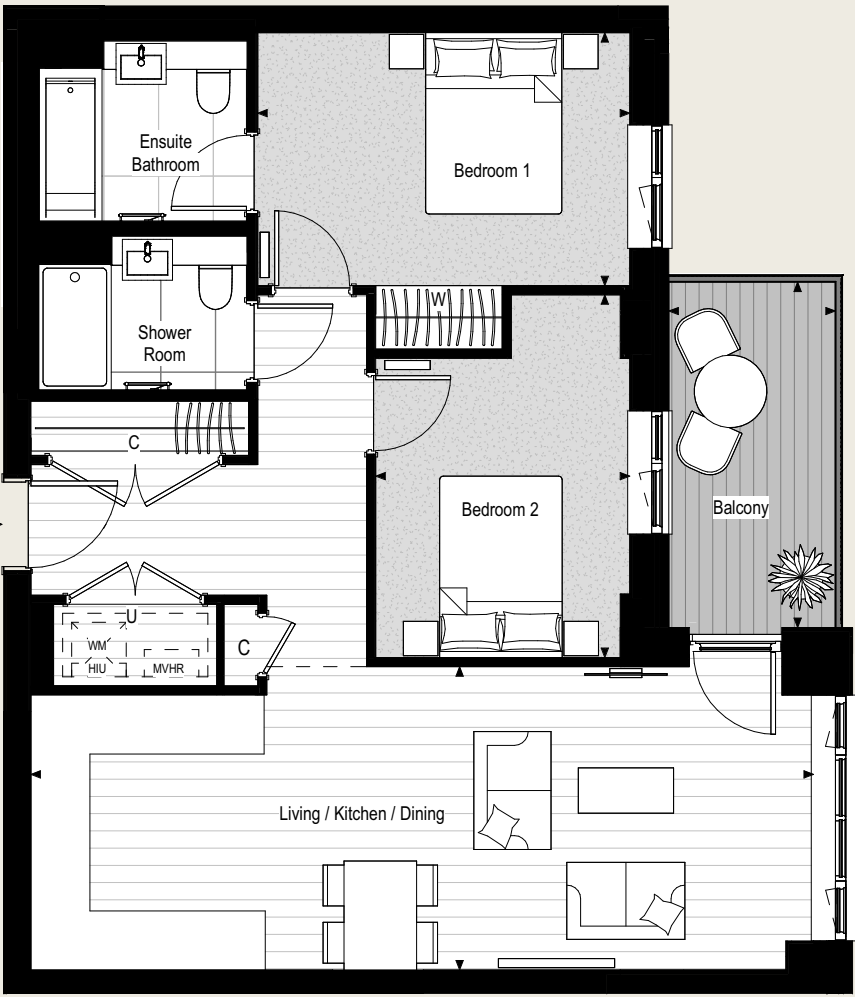 Ensuite
Bathroom
Bedroom 1
W
Shower
Room
C
Bedroom 2
Balcony
U
WM
HIU
MVHR
C
Living / Kitchen / Dining